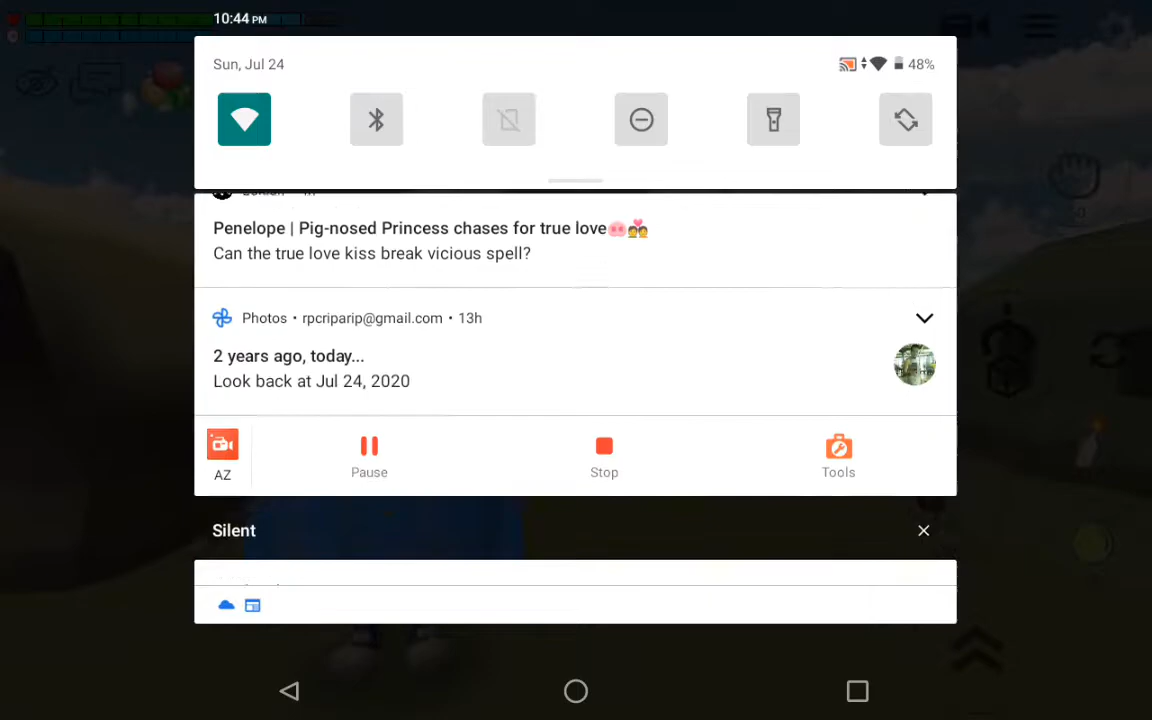 10:44 PM
Sun, Jul 24
48%
Penelope | Pig-nosed Princess chases for true love🐽💑
Can the true love kiss break vicious spell?
Photos • rpcriparip@gmail.com • 13h
2 years ago, today...
Look back at Jul 24, 2020
AZ
Pause
Stop
Tools
Silent